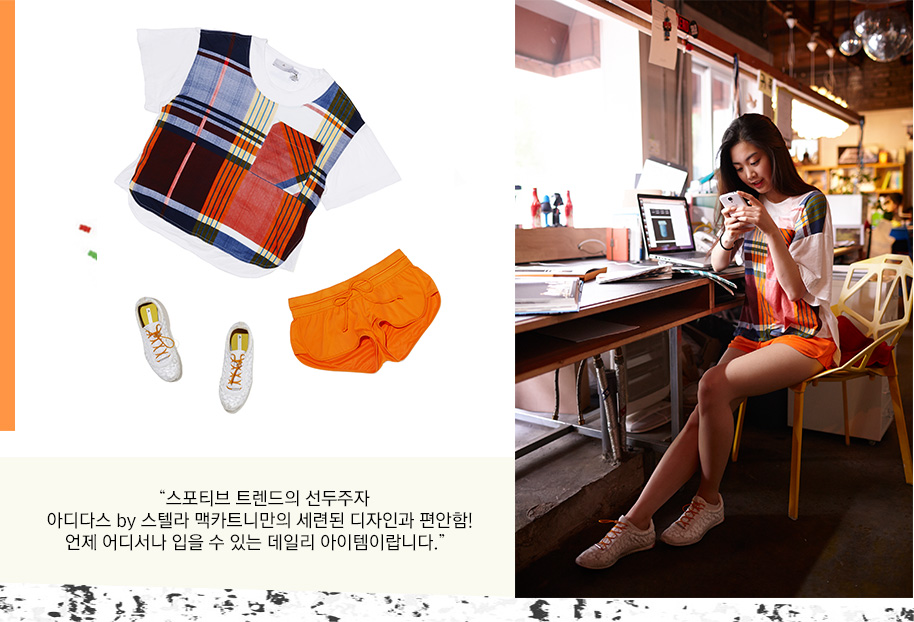 “스포티브 트렌드의 선두주자
아디다스 by 스텔라 맥카트니만의 세련된 디자인과 편안함!
언제 어디서나 입을 수 있는 데일리 아이템이랍니다.”